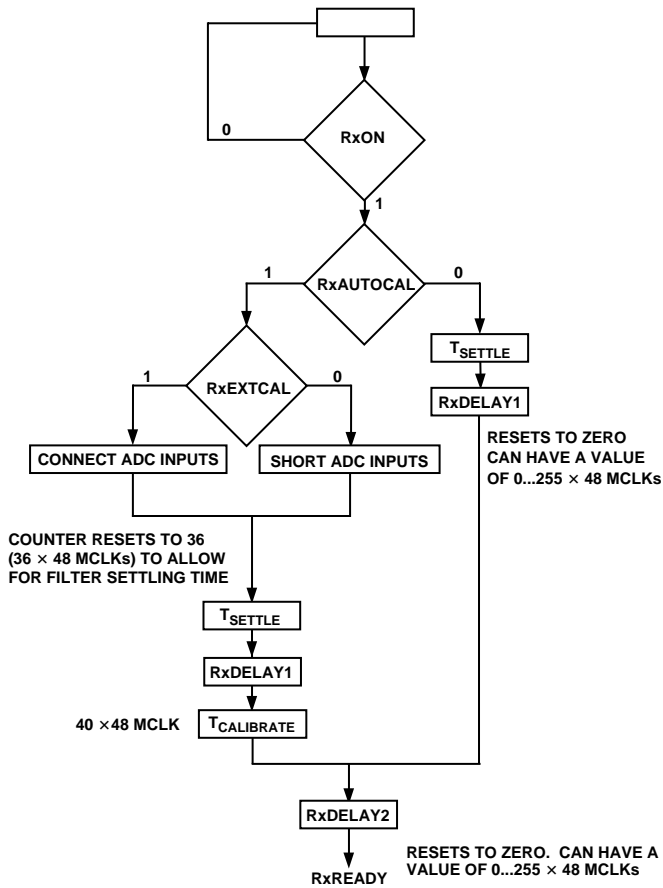 0
RxON
1
1
RxAUTOCAL
0
T_SETTLE
1
RxEXTCAL
0
RxDELAY1
CONNECT ADC INPUTS
SHORT ADC INPUTS
RESETS TO ZERO
CAN HAVE A VALUE
OF 0...255 × 48 MCLKs
COUNTER RESETS TO 36
(36 × 48 MCLKs) TO ALLOW
FOR FILTER SETTLING TIME
T_SETTLE
RxDELAY1
40 ×48 MCLK
T_CALIBRATE
RxDELAY2
RESETS TO ZERO. CAN HAVE A
VALUE OF 0...255 × 48 MCLKs
RxREADY